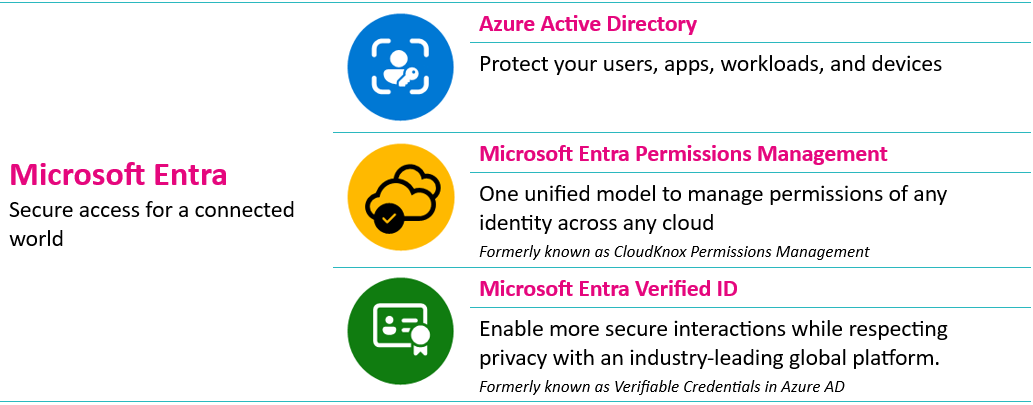 Microsoft Entra
Secure access for a connected
world
Azure Active Directory
Protect your users, apps, workloads, and devices
Microsoft Entra Permissions Management
One unified model to manage permissions of any
identity across any cloud
Formerly known as CloudKnox Permissions Management
Microsoft Entra Verified ID
Enable more secure interactions while respecting
privacy with an industry-leading global platform.
Formerly known as Verifiable Credentials in Azure AD